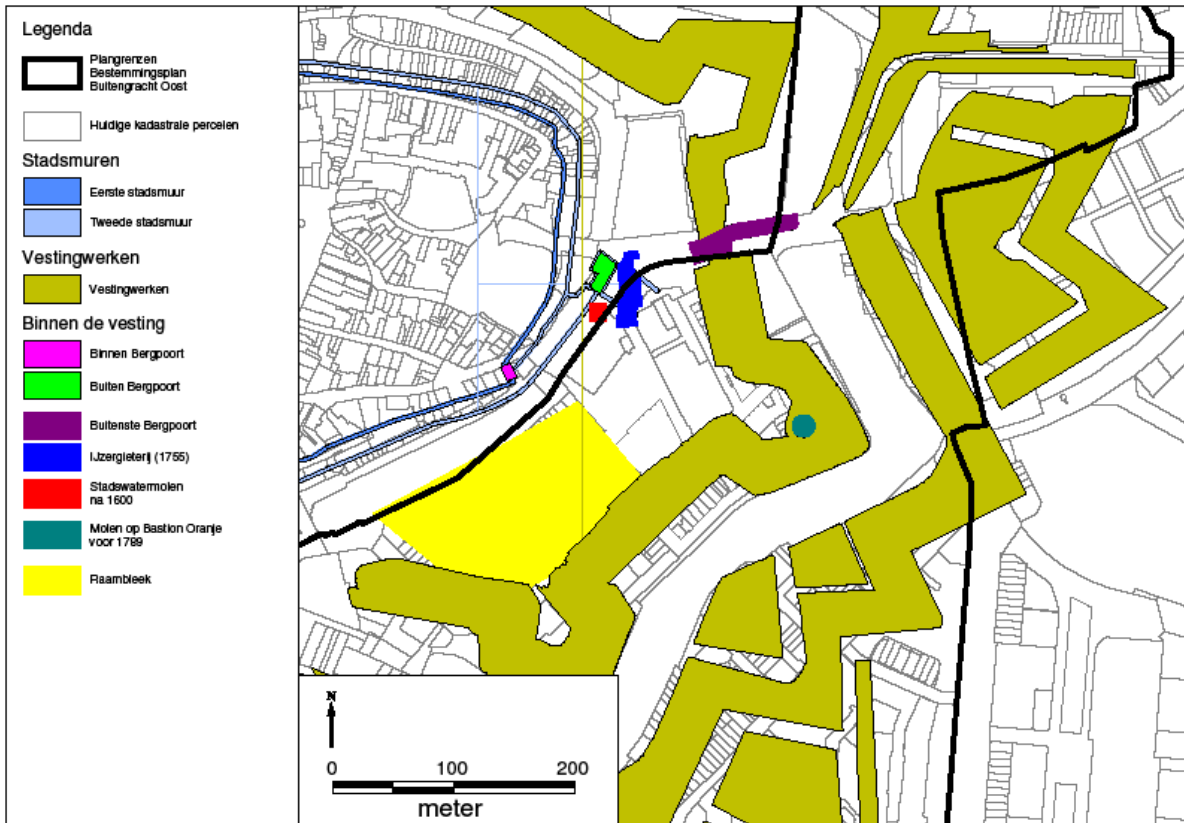 Legenda
Plangrenzen
Bestemmingsplan
Buitengracht Oost
Huidige kadastrale percelen
Stadsmuren
Eerste stadsmuur
Tweede stadsmuur
Vestingwerken
Vestingwerken
Binnen de vesting
Binnen Bergpoort
Buiten Bergpoort
Buitenste Bergpoort
IJzergieterij (1755)
Stadswatermolen
na 1600
Molen op Bastion Oranje
voor 1789
Raambleek
N
0 100 200
meter